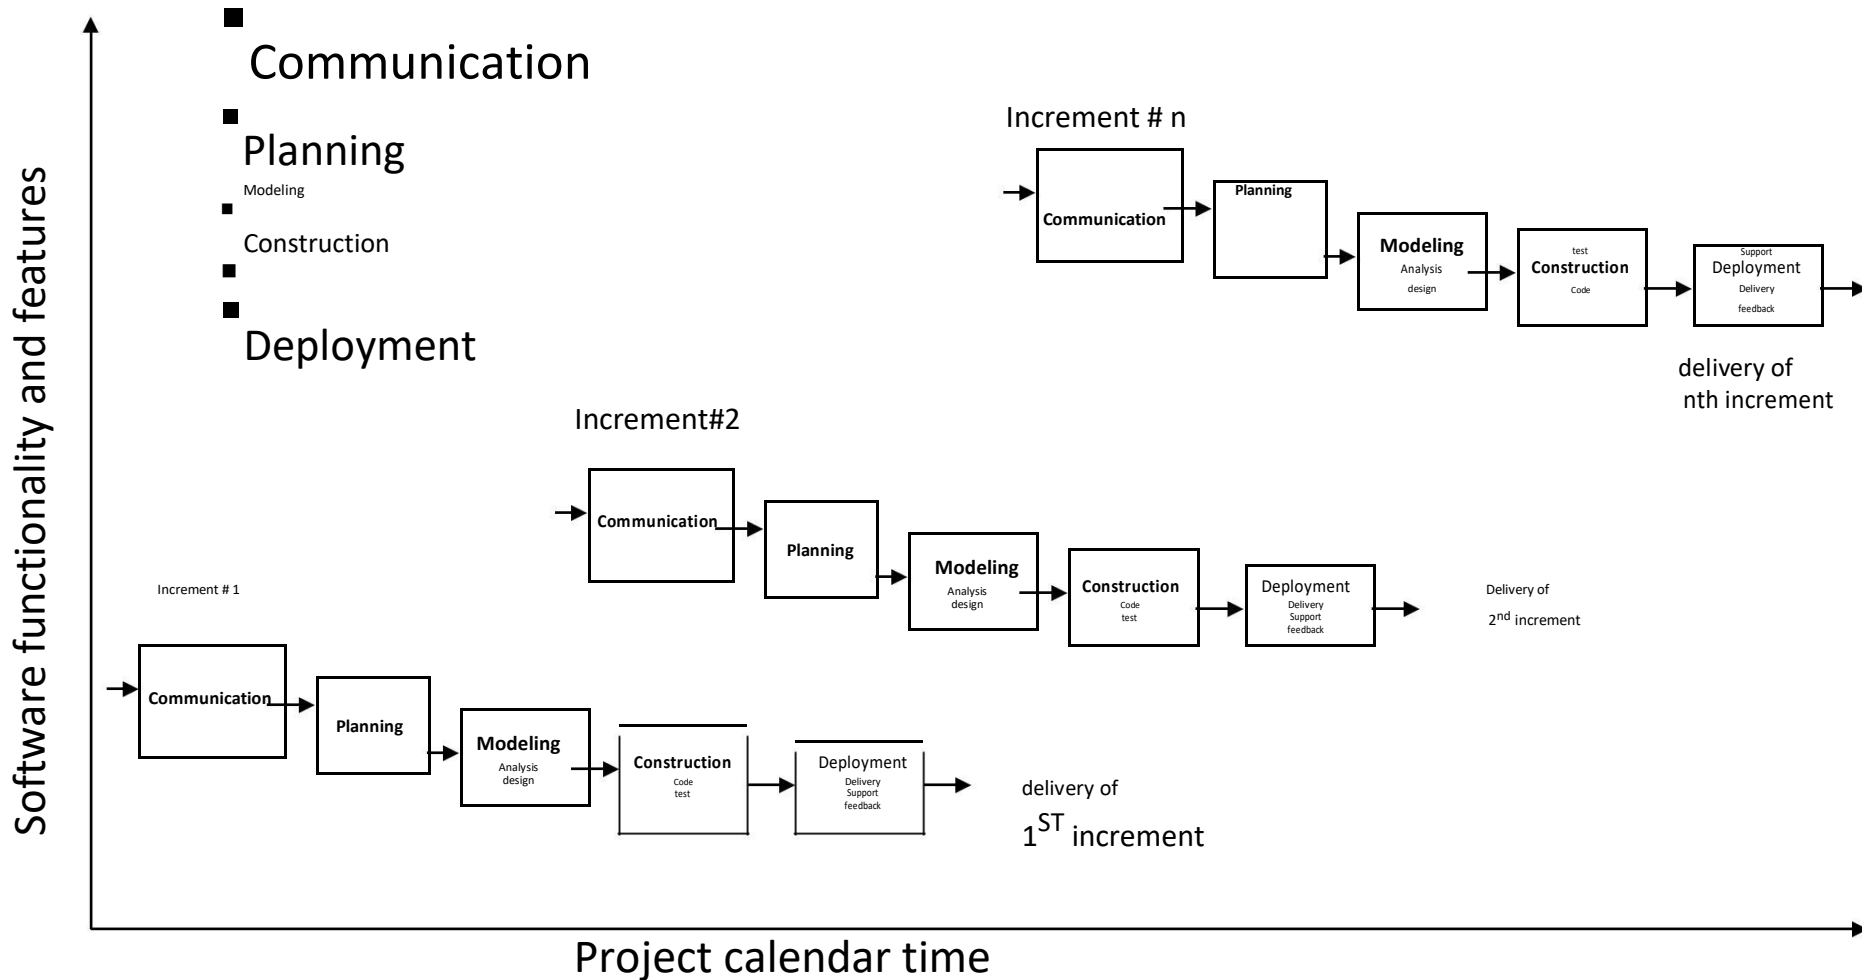 Communication
Planning
Modeling
Construction
Deployment
Software functionality and features
Increment # n
Communication
Planning
Modeling
Analysis
design
test
Construction
Code
Support
Deployment
Delivery
feedback
delivery of
nth increment
Increment#2
Communication
Planning
Modeling
Analysis
design
Construction
Code
test
Deployment
Delivery
Support
feedback
Delivery of
2nd increment
Increment # 1
Communication
Planning
Modeling
Analysis
design
Construction
Code
test
Deployment
Delivery
Support
feedback
delivery of
1ST increment
Project calendar time